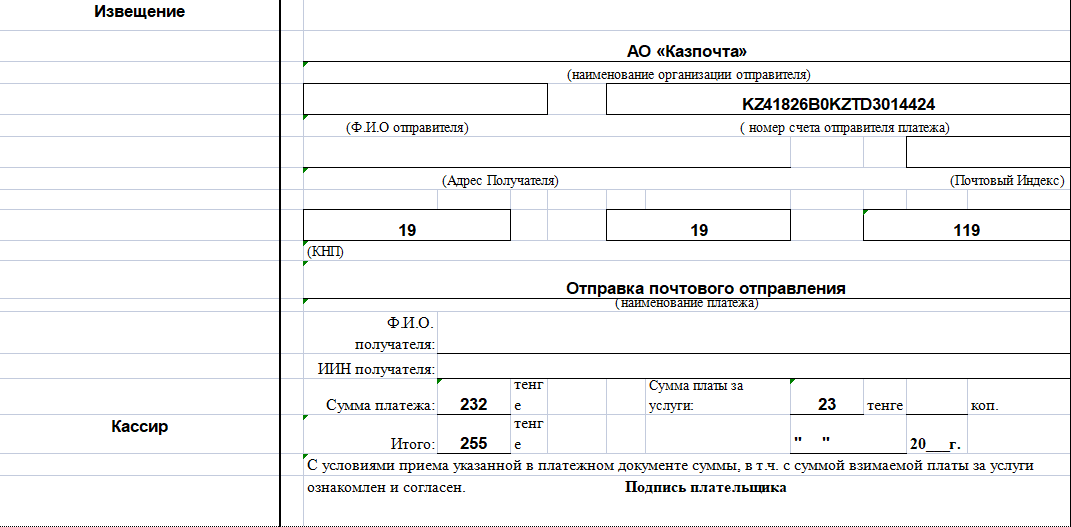 Извещение
АО «Казпочта»
(наименование организации отправителя)
KZ41826B0KZTD3014424
(Ф.И.О отправителя) ( номер счета отправителя платежа)
(Адрес Получателя) (Почтовый Индекс)
19 19 119
(КНП)
Отправка почтового отправления
(наименование платежа)
Ф.И.О.
получателя:
ИИН получателя:
Сумма платежа: 232 тенге Сумма платы за услуги: 23 тенге коп.
Кассир
Итого: 255 тенге " " 20___г.
С условиями приема указанной в платежном документе суммы, в т.ч. с суммой взимаемой платы за услуги
ознакомлен и согласен. Подпись плательщика